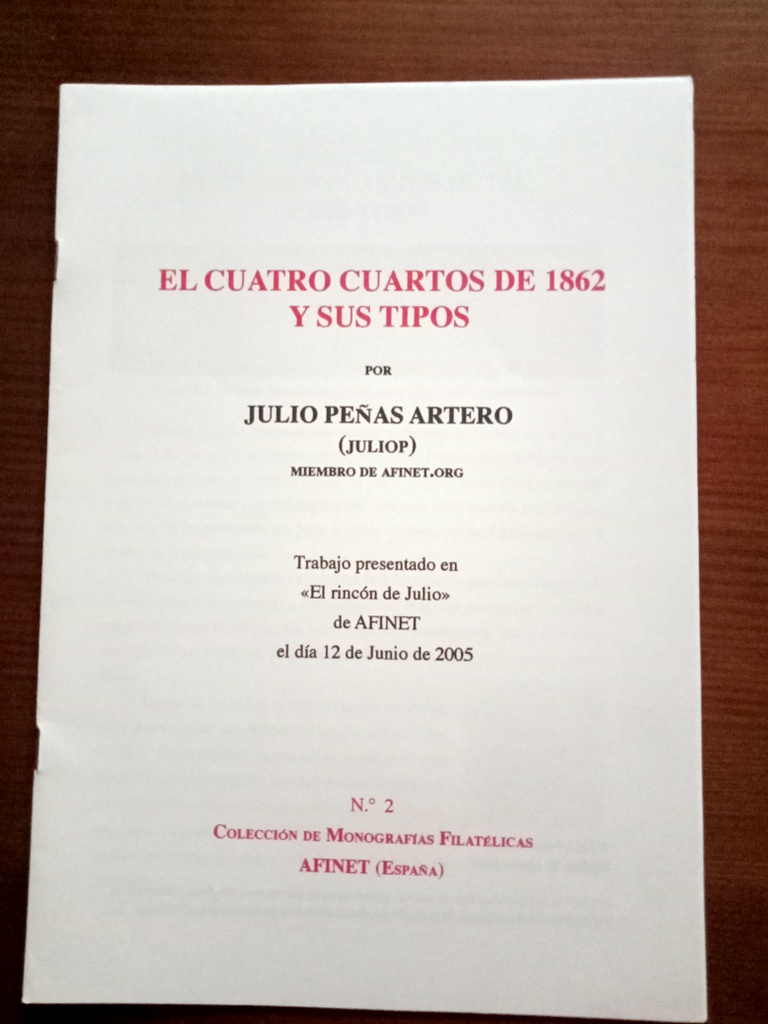 EL CUATRO CUARTOS DE 1862
Y SUS TIPOS
POR
JULIO PEÑAS ARTERO
(JULIOP)
MIEMBRO DE AFINET.ORG
Trabajo presentado en
«El rincón de Julio»
de AFINET
el día 12 de Junio de 2005
N.º 2
COLECCIÓN DE MONOGRAFÍAS FILATÉLICAS
AFINET (ESPAÑA)